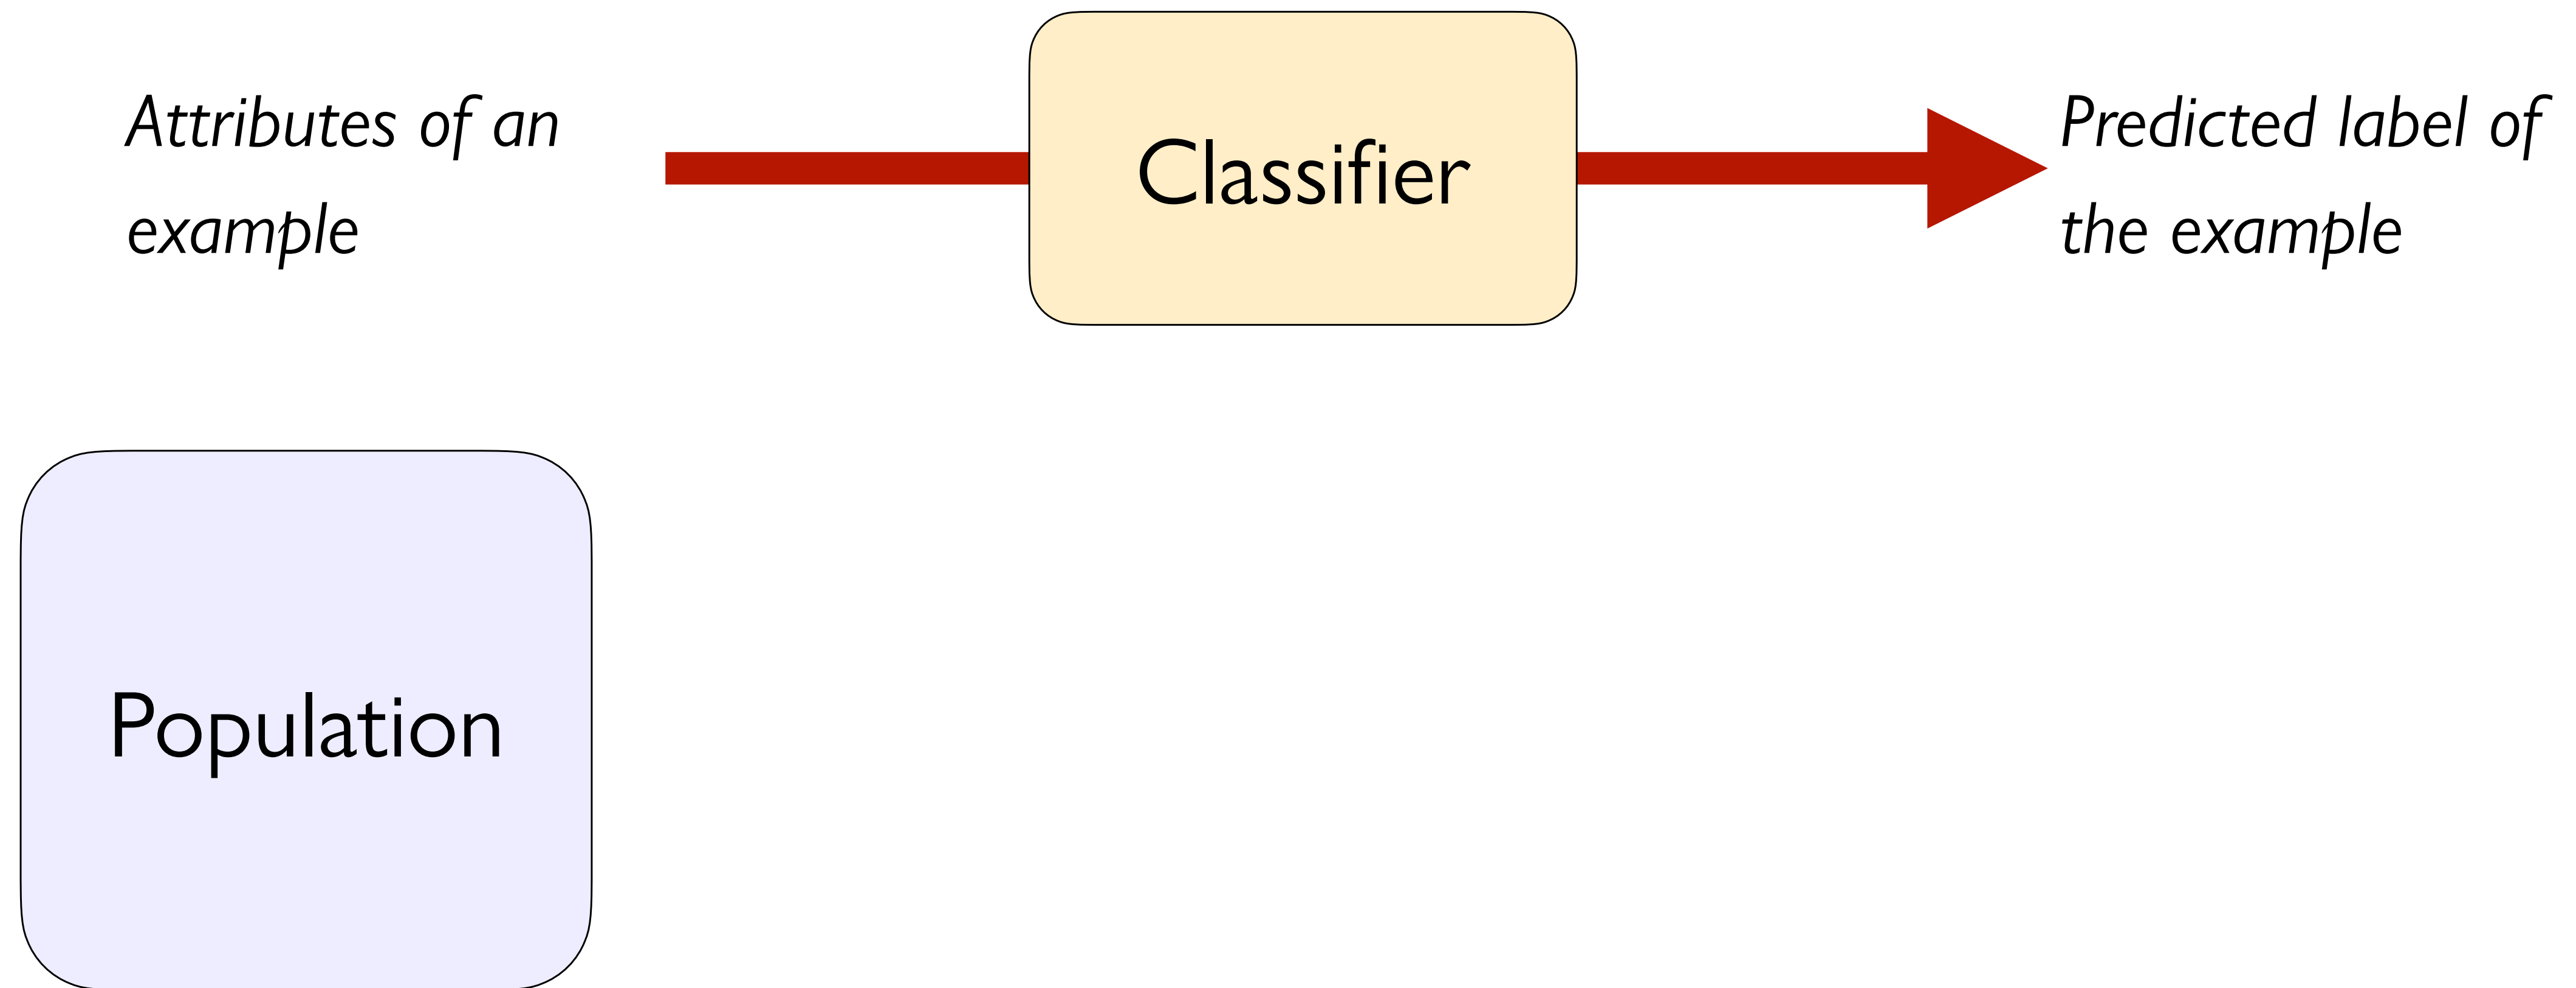 Attributes of an
example
Classifier
Predicted label of
the example
Population